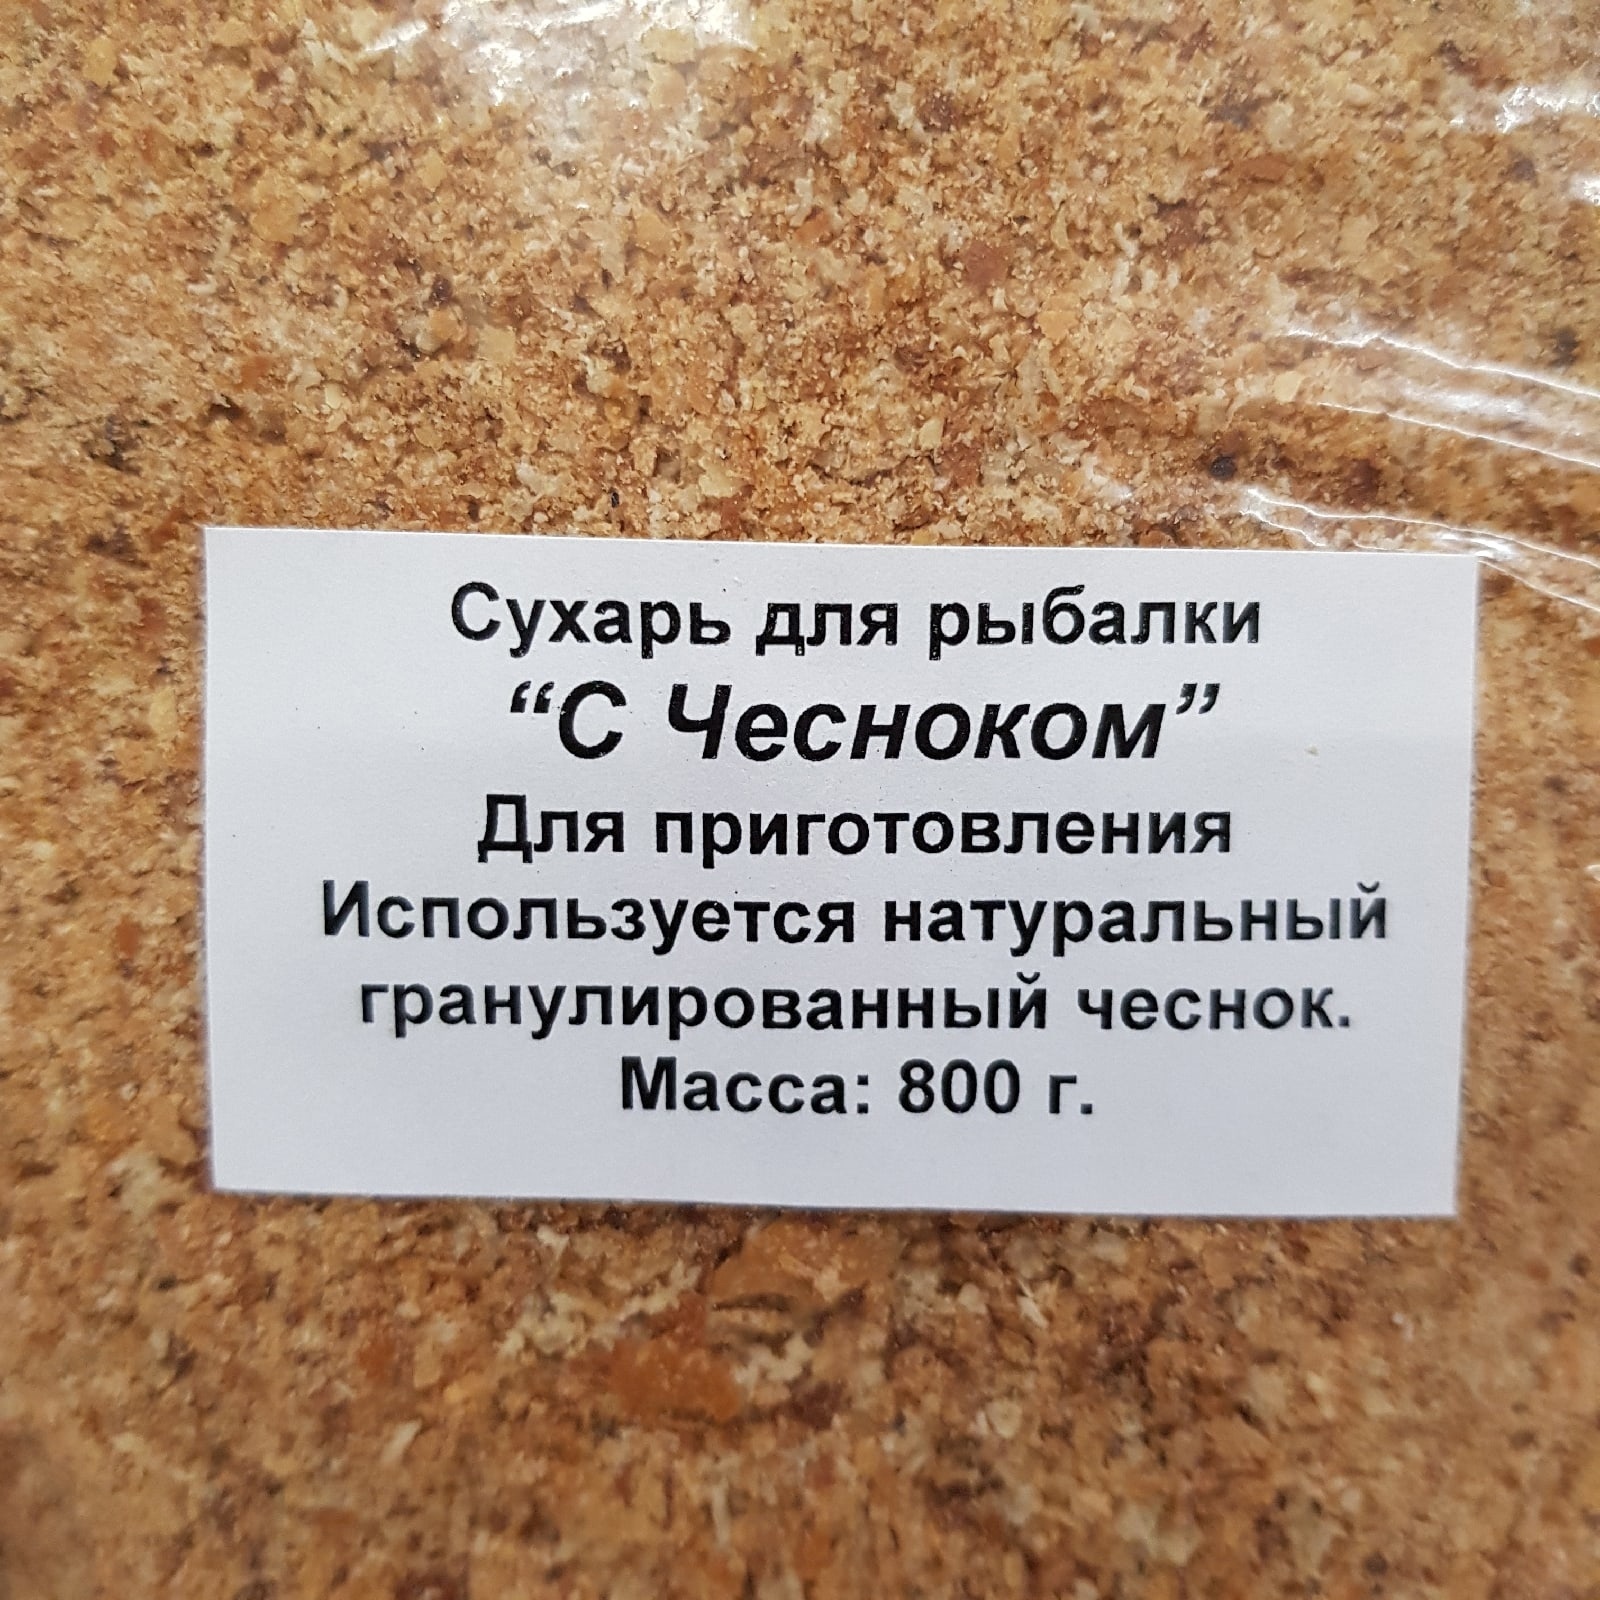 Сухарь для рыбалки
“С Чесноком”
Для приготовления
Используется натуральный
гранулированный чеснок.
Масса: 800 г.